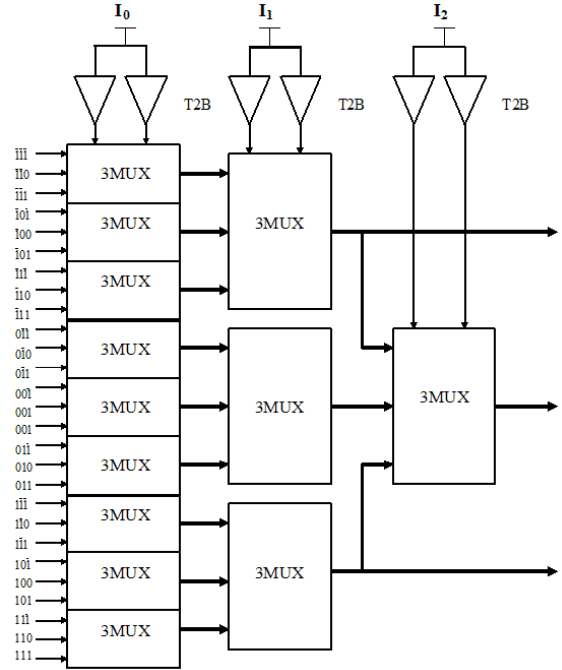 I₀ I₁ I₂
T2B T2B T2B
1̄1̄1̄
1̄1̄0 3MUX
1̄1̄1
1̄01̄
1̄00 3MUX 3MUX
1̄01
1̄11̄
1̄10 3MUX
1̄11
01̄1̄
01̄0 3MUX
01̄1
001̄
001 3MUX 3MUX 3MUX
001
011̄
010 3MUX
011
11̄1̄
11̄0 3MUX
11̄1
101̄
100 3MUX 3MUX
101
111̄
110 3MUX
111